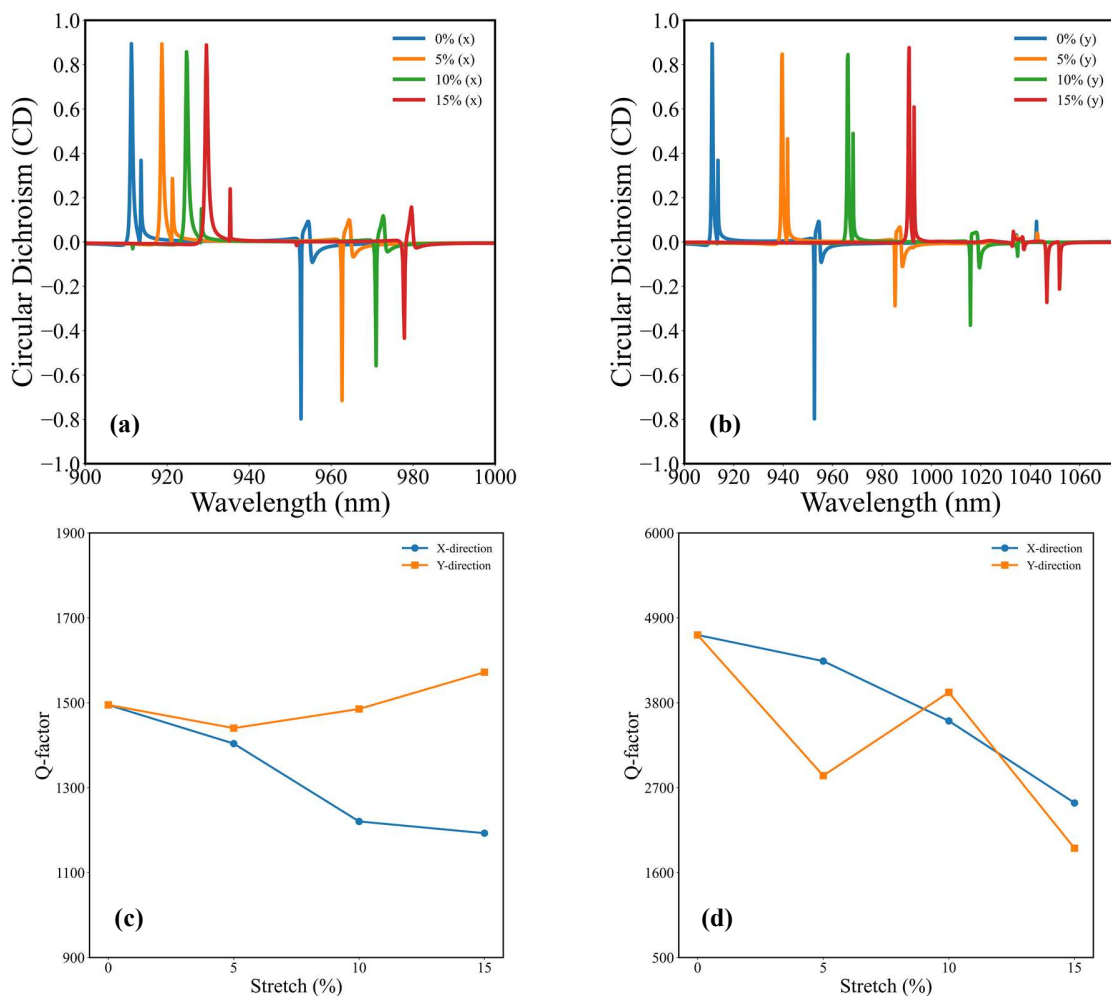 1.0
0.8
0.6
0.4
0.2
0.0
−0.2
−0.4
−0.6
−0.8
−1.0
Circular Dichroism (CD)
0% (x)
5% (x)
10% (x)
15% (x)
(a)
900 920 940 960 980 1000
Wavelength (nm)
1.0
0.8
0.6
0.4
0.2
0.0
−0.2
−0.4
−0.6
−0.8
−1.0
Circular Dichroism (CD)
0% (y)
5% (y)
10% (y)
15% (y)
(b)
900 920 940 960 980 1000 1020 1040 1060
Wavelength (nm)
1900
1700
1500
1300
1100
900
Q-factor
X-direction
Y-direction
(c)
0 5 10 15
Stretch (%)
6000
4900
3800
2700
1600
500
Q-factor
X-direction
Y-direction
(d)
0 5 10 15
Stretch (%)